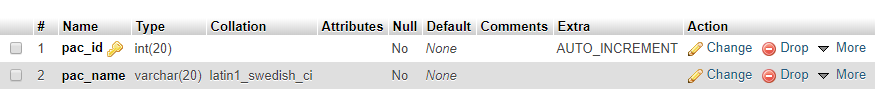 # Name Type Collation Attributes Null Default Comments Extra Action
1 pac_id int(20) No None AUTO_INCREMENT Change Drop More
2 pac_name varchar(20) latin1_swedish_ci No None Change Drop More